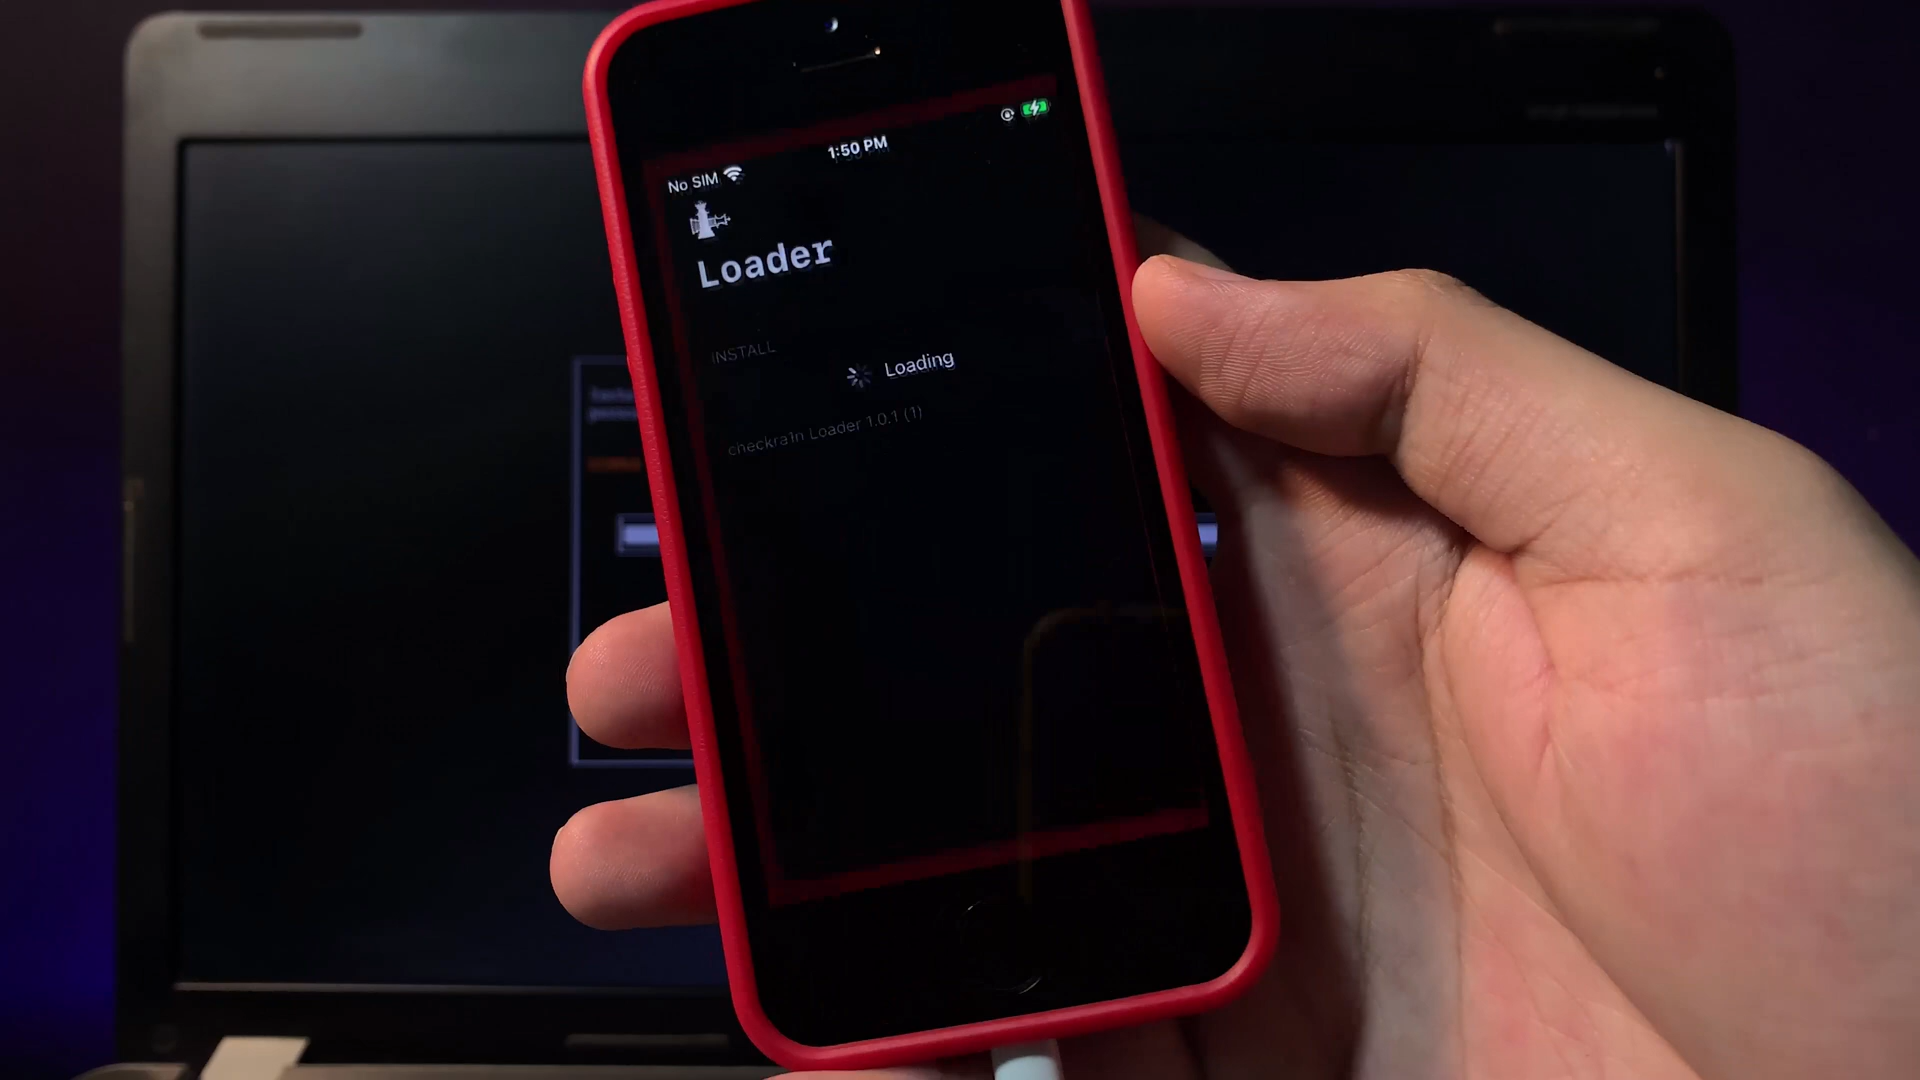 1:50 PM
No SIM
Loader
INSTALL
Loading
checkra1n Loader 1.0.1 (1)